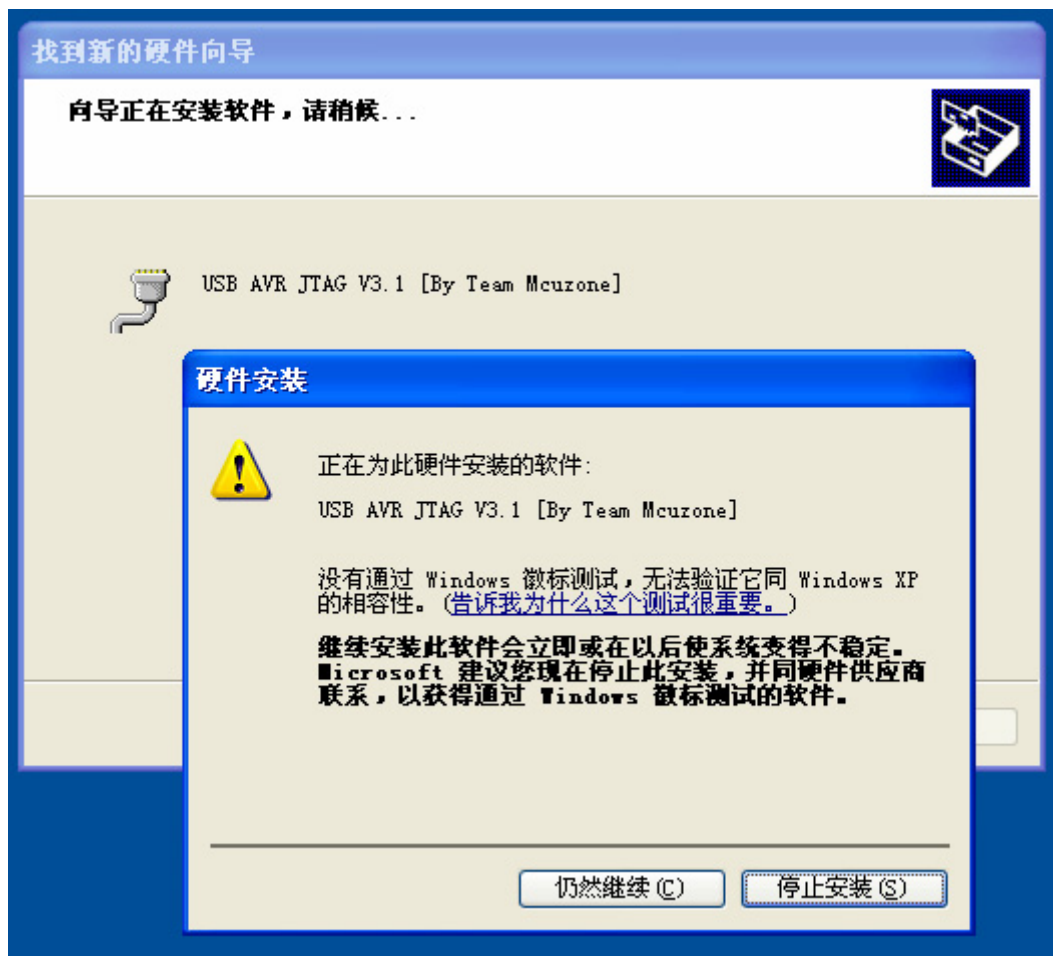 找到新的硬件向导
向导正在安装软件，请稍候...
USB AVR JTAG V3.1 [By Team Mcuzone]
硬件安装
正在为此硬件安装的软件:
USB AVR JTAG V3.1 [By Team Mcuzone]
没有通过 Windows 徽标测试，无法验证它同 Windows XP
的相容性。(告诉我为什么这个测试很重要。)
继续安装此软件会立即或在以后使系统变得不稳定。
Microsoft 建议您现在停止此安装，并同硬件供应商
联系，以获得通过 Windows 徽标测试的软件。
仍然继续(C)
停止安装(S)